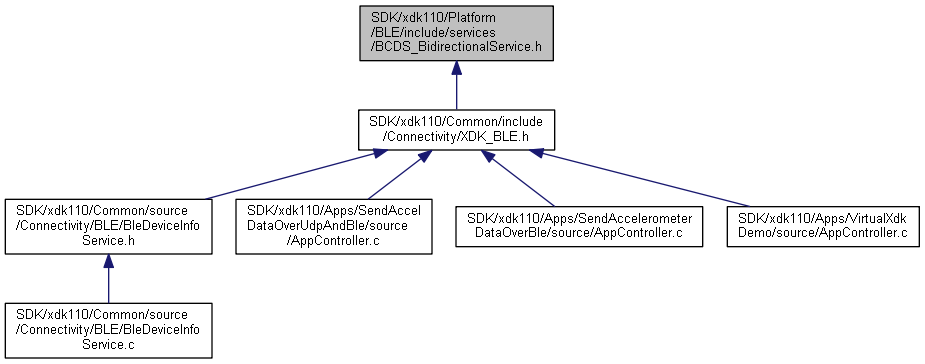 SDK/xdk110/Platform
/BLE/include/services
/BCDS_BidirectionalService.h
SDK/xdk110/Common/include
/Connectivity/XDK_BLE.h
SDK/xdk110/Common/source
/Connectivity/BLE/BleDeviceInfo
Service.h
SDK/xdk110/Apps/SendAccel
DataOverUdpAndBle/source
/AppController.c
SDK/xdk110/Apps/SendAccelerometer
DataOverBle/source/AppController.c
SDK/xdk110/Apps/VirtualXdk
Demo/source/AppController.c
SDK/xdk110/Common/source
/Connectivity/BLE/BleDeviceInfo
Service.c